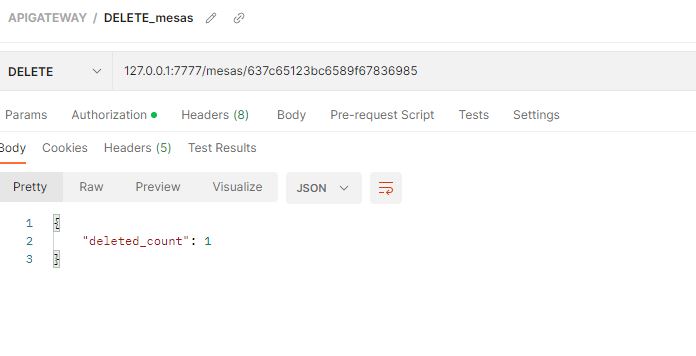 APIGATEWAY / DELETE_mesas
DELETE 127.0.0.1:7777/mesas/637c65123bc6589f67836985
Params Authorization Headers (8) Body Pre-request Script Tests Settings
Body Cookies Headers (5) Test Results
Pretty Raw Preview Visualize JSON
1 {
2 "deleted_count": 1
3 }